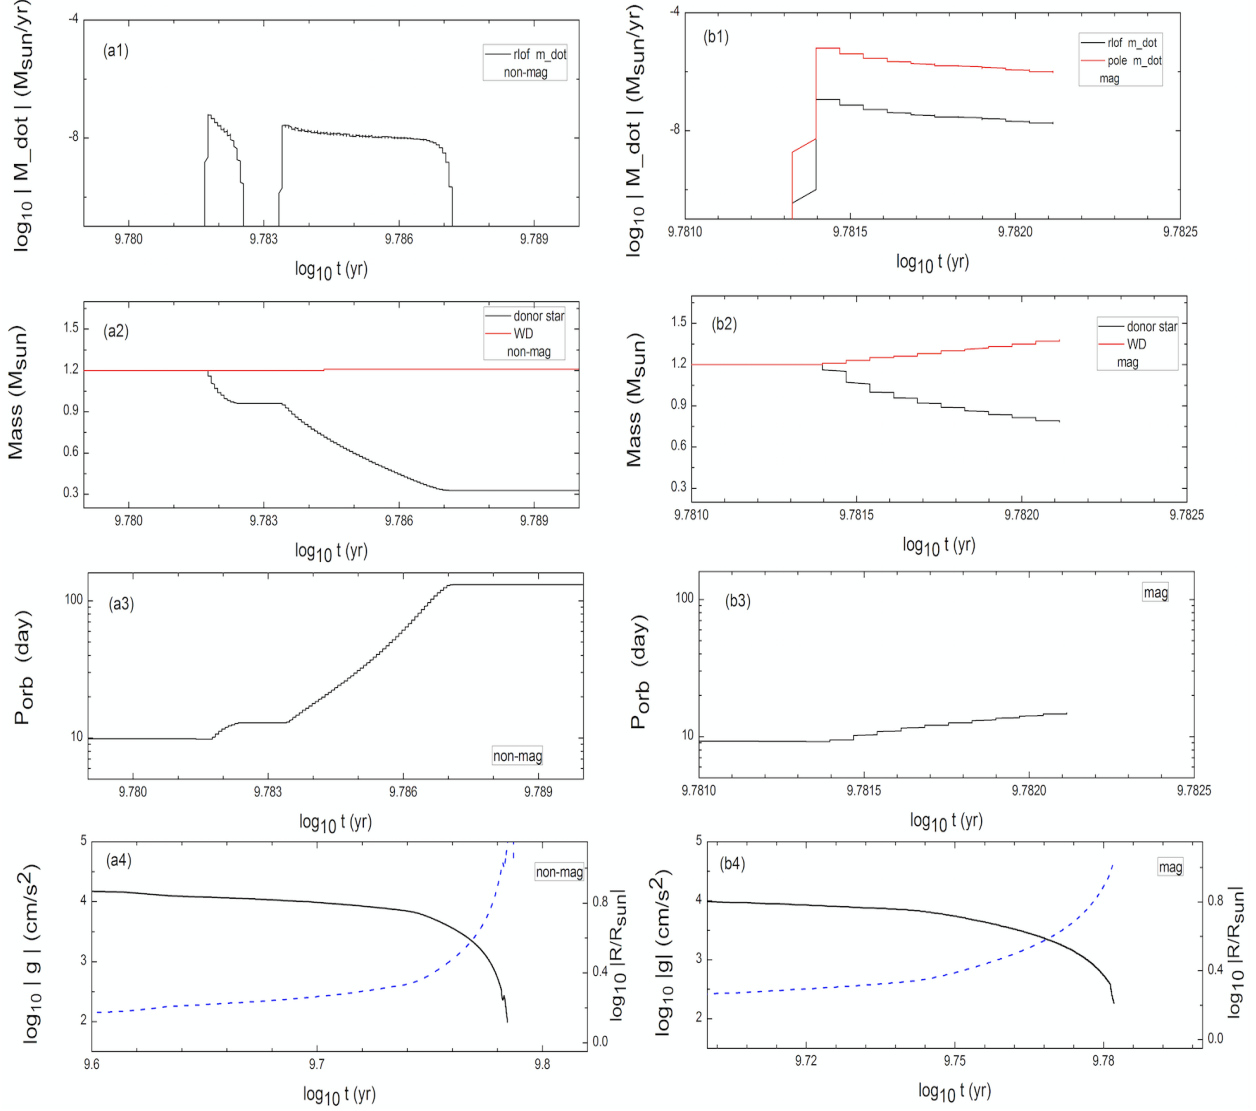 (a1)
log10 | M_dot | (Msun/yr)
-4
-8
rlof m_dot
non-mag
9.780
9.783
9.786
9.789
log10 t (yr)
(b1)
log10 | M_dot | (Msun/yr)
-4
-8
rlof m_dot
pole m_dot
mag
9.7810
9.7815
9.7820
9.7825
log10 t (yr)
(a2)
Mass (Msun)
1.5
1.2
0.9
0.6
0.3
donor star
WD
non-mag
9.780
9.783
9.786
9.789
log10 t (yr)
(b2)
Mass (Msun)
1.5
1.2
0.9
0.6
0.3
donor star
WD
mag
9.7810
9.7815
9.7820
9.7825
log10 t (yr)
(a3)
Porb (day)
100
10
non-mag
9.780
9.783
9.786
9.789
log10 t (yr)
(b3)
Porb (day)
100
10
mag
9.7810
9.7815
9.7820
9.7825
log10 t (yr)
(a4)
log10 | g | (cm/s2)
5
4
3
2
non-mag
0.8
0.4
0.0
log10 |R/Rsun|
9.6
9.7
9.8
log10 t (yr)
(b4)
log10 |g| (cm/s2)
5
4
3
2
mag
0.8
0.4
0.0
log10 |R/Rsun|
9.72
9.75
9.78
log10 t (yr)